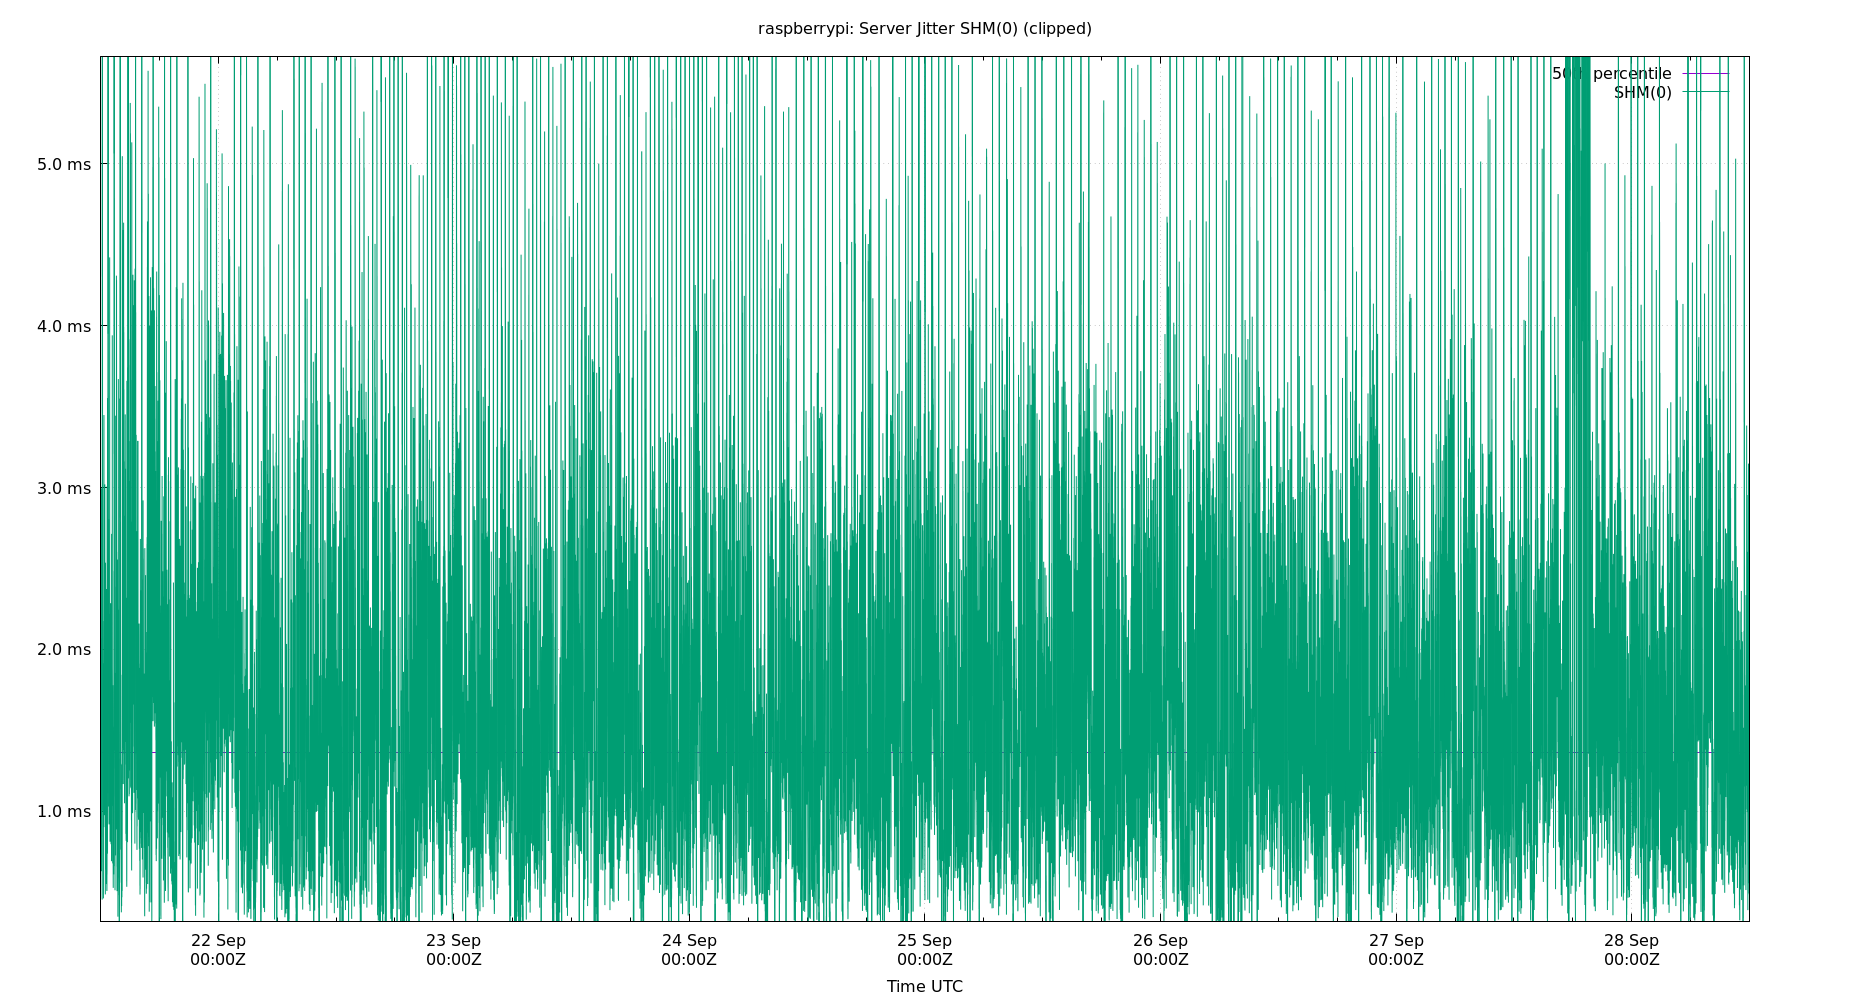 raspberrypi: Server Jitter SHM(0) (clipped)
50th percentile
SHM(0)
5.0 ms
4.0 ms
3.0 ms
2.0 ms
1.0 ms
22 Sep 23 Sep 24 Sep 25 Sep 26 Sep 27 Sep 28 Sep
00:00Z 00:00Z 00:00Z 00:00Z 00:00Z 00:00Z 00:00Z
Time UTC